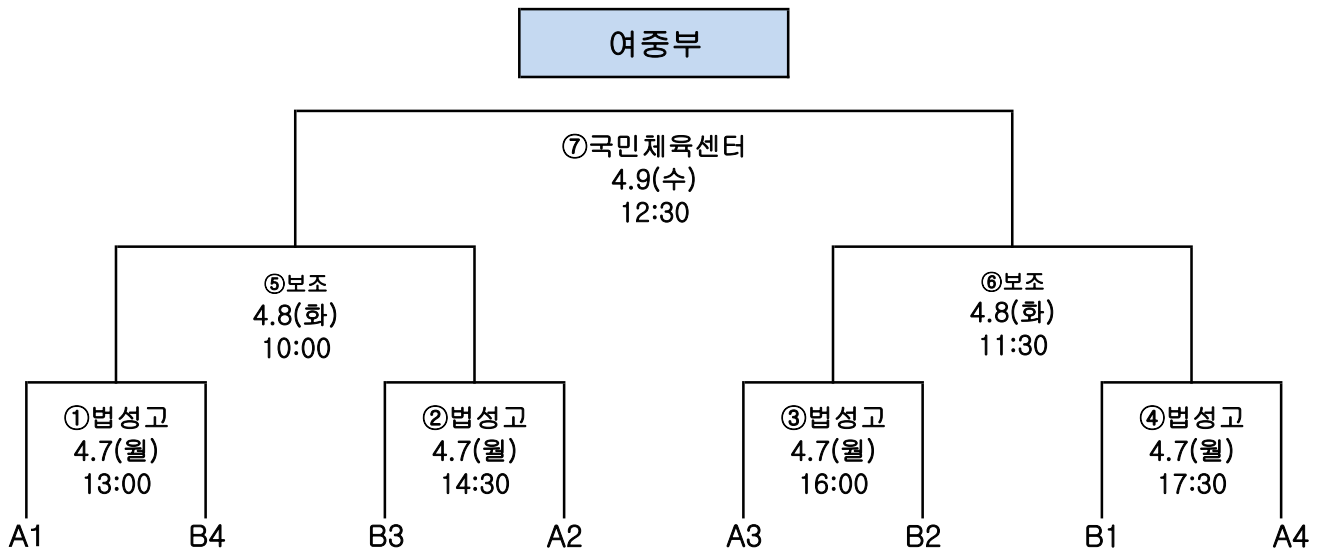 여중부
⑦국민체육센터
4.9(수)
12:30
⑤보조
4.8(화)
10:00
⑥보조
4.8(화)
11:30
①법성고
4.7(월)
13:00
②법성고
4.7(월)
14:30
③법성고
4.7(월)
16:00
④법성고
4.7(월)
17:30
A1 B4 B3 A2 A3 B2 B1 A4